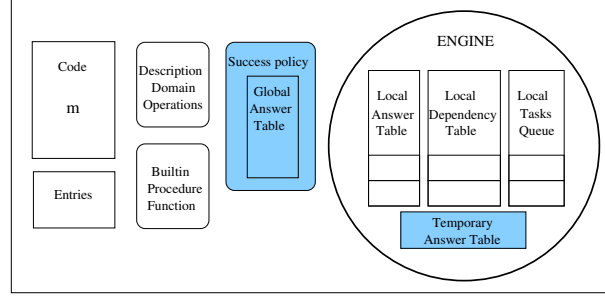 Code
m
Entries
Description
Domain
Operations
Builtin
Procedure
Function
Success policy
Global
Answer
Table
ENGINE
Local
Answer
Table
Local
Dependency
Table
Local
Tasks
Queue
Temporary
Answer Table